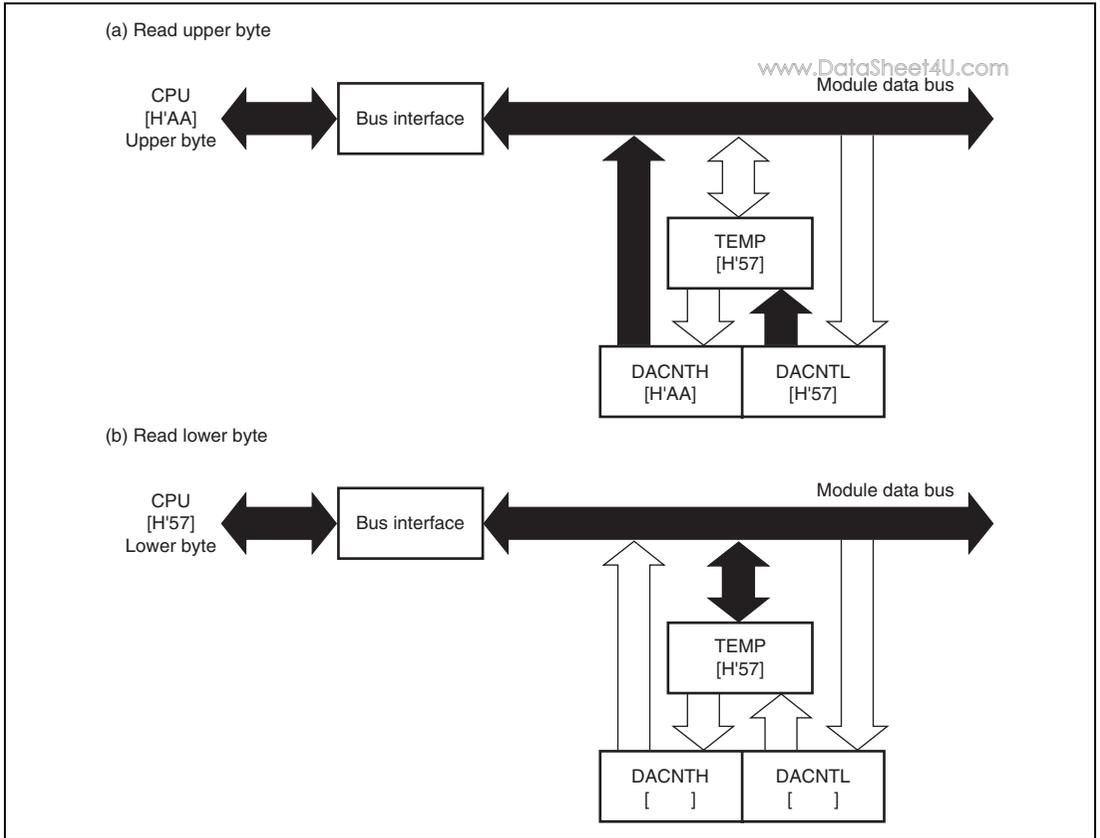 (a) Read upper byte
www.DataSheet4U.com
Module data bus
CPU
[H'AA]
Upper byte
Bus interface
TEMP
[H'57]
DACNTH
[H'AA]
DACNTL
[H'57]
(b) Read lower byte
Module data bus
CPU
[H'57]
Lower byte
Bus interface
TEMP
[H'57]
DACNTH
[ ]
DACNTL
[ ]